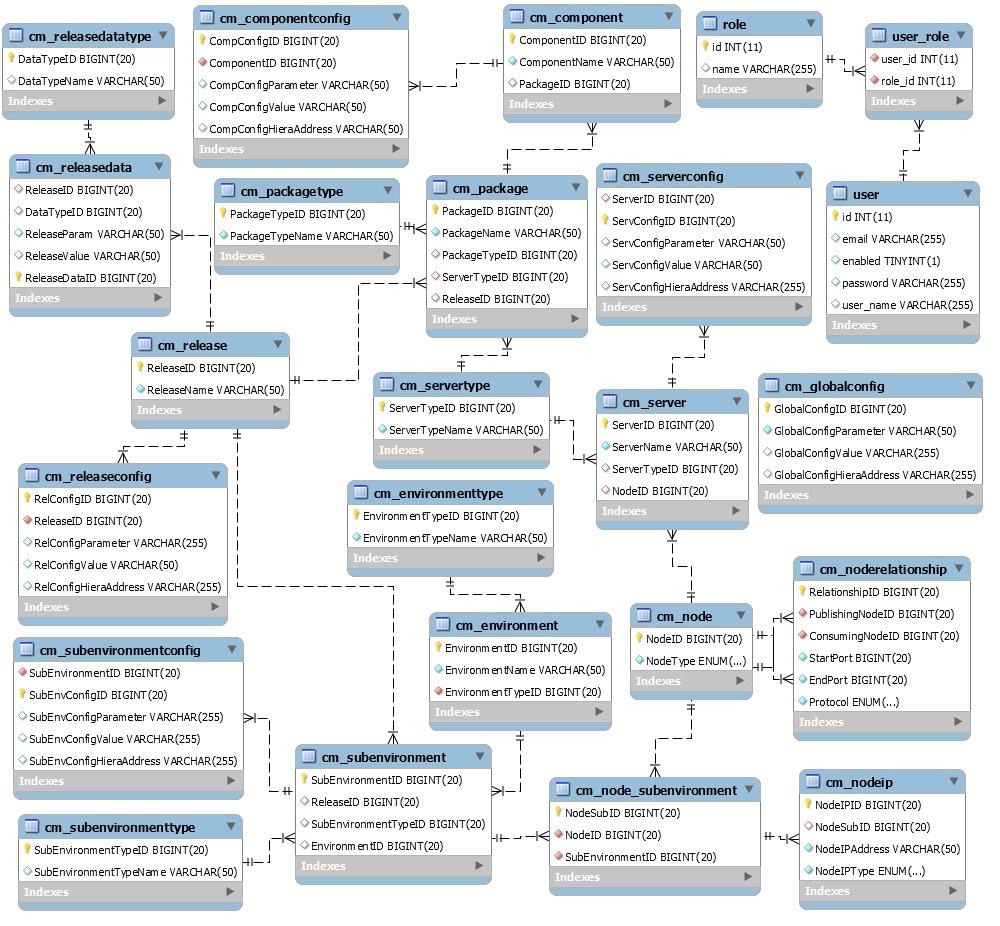 cm_releasedatatype
DataTypeID BIGINT(20)
DataTypeName VARCHAR(50)
Indexes
cm_componentconfig
CompConfigID BIGINT(20)
ComponentID BIGINT(20)
CompConfigParameter VARCHAR(50)
CompConfigValue VARCHAR(50)
CompConfigHieraAddress VARCHAR(50)
Indexes
cm_component
ComponentID BIGINT(20)
ComponentName VARCHAR(50)
PackageID BIGINT(20)
Indexes
role
id INT(11)
name VARCHAR(255)
Indexes
user_role
user_id INT(11)
role_id INT(11)
Indexes
cm_releasedata
ReleaseID BIGINT(20)
DataTypeID BIGINT(20)
ReleaseParam VARCHAR(50)
ReleaseValue VARCHAR(50)
ReleaseDataID BIGINT(20)
Indexes
cm_packagetype
PackageTypeID BIGINT(20)
PackageTypeName VARCHAR(50)
Indexes
cm_package
PackageID BIGINT(20)
PackageName VARCHAR(50)
PackageTypeID BIGINT(20)
ServerTypeID BIGINT(20)
ReleaseID BIGINT(20)
Indexes
cm_serverconfig
ServerID BIGINT(20)
ServConfigID BIGINT(20)
ServConfigParameter VARCHAR(50)
ServConfigValue VARCHAR(50)
ServConfigHieraAddress VARCHAR(255)
Indexes
user
id INT(11)
email VARCHAR(255)
enabled TINYINT(1)
password VARCHAR(255)
user_name VARCHAR(255)
Indexes
cm_release
ReleaseID BIGINT(20)
ReleaseName VARCHAR(50)
Indexes
cm_servertype
ServerTypeID BIGINT(20)
ServerTypeName VARCHAR(50)
Indexes
cm_server
ServerID BIGINT(20)
ServerName VARCHAR(50)
ServerTypeID BIGINT(20)
NodeID BIGINT(20)
Indexes
cm_globalconfig
GlobalConfigID BIGINT(20)
GlobalConfigParameter VARCHAR(50)
GlobalConfigValue VARCHAR(255)
GlobalConfigHieraAddress VARCHAR(255)
Indexes
cm_releaseconfig
RelConfigID BIGINT(20)
ReleaseID BIGINT(20)
RelConfigParameter VARCHAR(255)
RelConfigValue VARCHAR(50)
RelConfigHieraAddress VARCHAR(255)
Indexes
cm_environmenttype
EnvironmentTypeID BIGINT(20)
EnvironmentTypeName VARCHAR(50)
Indexes
cm_environment
EnvironmentID BIGINT(20)
EnvironmentName VARCHAR(50)
EnvironmentTypeID BIGINT(20)
Indexes
cm_node
NodeID BIGINT(20)
NodeType ENUM(...)
Indexes
cm_noderelationship
RelationshipID BIGINT(20)
PublishingNodeID BIGINT(20)
ConsumingNodeID BIGINT(20)
StartPort BIGINT(20)
EndPort BIGINT(20)
Protocol ENUM(...)
Indexes
cm_subenvironmentconfig
SubEnvironmentID BIGINT(20)
SubEnvConfigID BIGINT(20)
SubEnvConfigParameter VARCHAR(255)
SubEnvConfigValue VARCHAR(255)
SubEnvConfigHieraAddress VARCHAR(255)
Indexes
cm_subenvironmenttype
SubEnvironmentTypeID BIGINT(20)
SubEnvironmentTypeName VARCHAR(50)
Indexes
cm_subenvironment
SubEnvironmentID BIGINT(20)
ReleaseID BIGINT(20)
SubEnvironmentTypeID BIGINT(20)
EnvironmentID BIGINT(20)
Indexes
cm_node_subenvironment
NodeSubID BIGINT(20)
NodeID BIGINT(20)
SubEnvironmentID BIGINT(20)
Indexes
cm_nodeip
NodeIPID BIGINT(20)
NodeSubID BIGINT(20)
NodeIPAddress VARCHAR(50)
NodeIPType ENUM(...)
Indexes